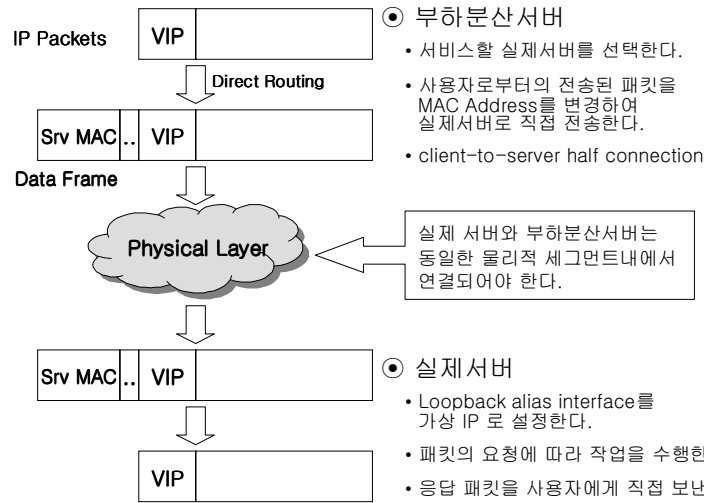 IP Packets
VIP
Direct Routing
Srv MAC .. VIP
Data Frame
Physical Layer
Srv MAC .. VIP
VIP
⦿ 부하분산서버
• 서비스할 실제서버를 선택한다.
• 사용자로부터의 전송된 패킷을
MAC Address를 변경하여
실제서버로 직접 전송한다.
• client-to-server half connection
실제 서버와 부하분산서버는
동일한 물리적 세그먼트내에서
연결되어야 한다.
⦿ 실제서버
• Loopback alias interface를
가상 IP 로 설정한다.
• 패킷의 요청에 따라 작업을 수행한
• 응답 패킷을 사용자에게 직접 보낸